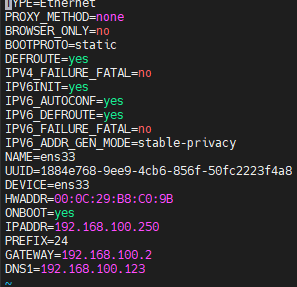 TYPE=Ethernet
PROXY_METHOD=none
BROWSER_ONLY=no
BOOTPROTO=static
DEFROUTE=yes
IPV4_FAILURE_FATAL=no
IPV6INIT=yes
IPV6_AUTOCONF=yes
IPV6_DEFROUTE=yes
IPV6_FAILURE_FATAL=no
IPV6_ADDR_GEN_MODE=stable-privacy
NAME=ens33
UUID=1884e768-9ee9-4cb6-856f-50fc2223f4a8
DEVICE=ens33
HWADDR=00:0C:29:B8:C0:9B
ONBOOT=yes
IPADDR=192.168.100.250
PREFIX=24
GATEWAY=192.168.100.2
DNS1=192.168.100.123
~